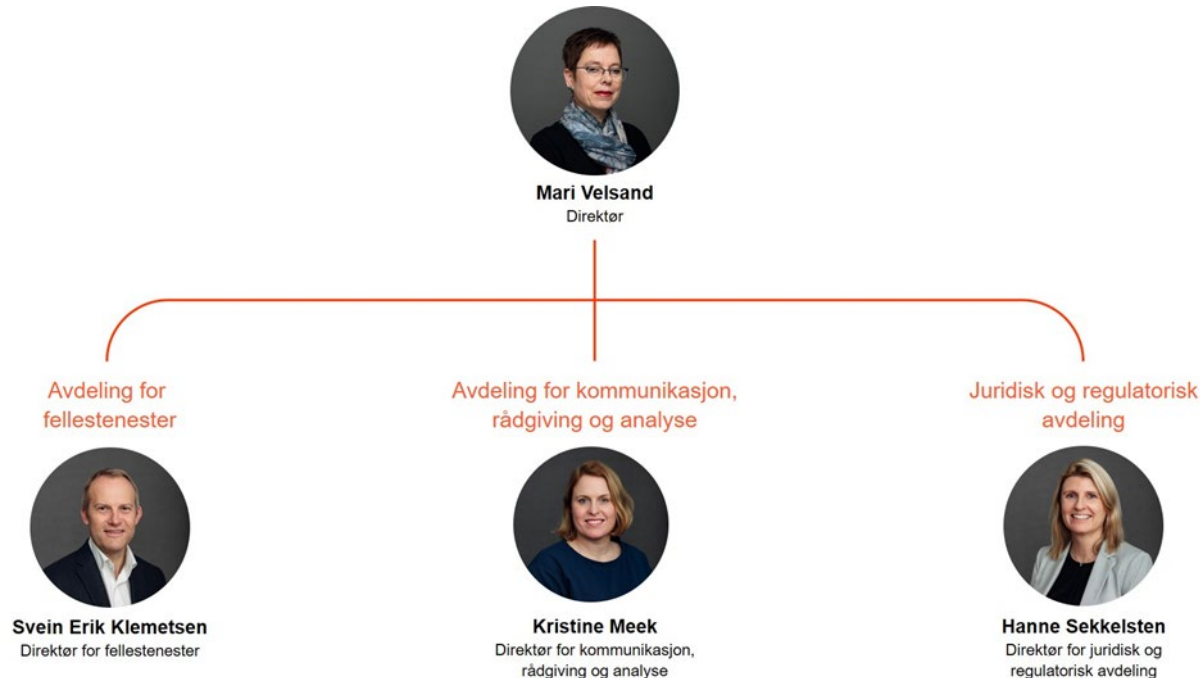 Mari Velsand
Direktør
Avdeling for
fellestenester
Avdeling for kommunikasjon,
rådgiving og analyse
Juridisk og regulatorisk
avdeling
Svein Erik Klemetsen
Direktør for fellestenester
Kristine Meek
Direktør for kommunikasjon,
rådgiving og analyse
Hanne Sekkelsten
Direktør for juridisk og
regulatorisk avdeling